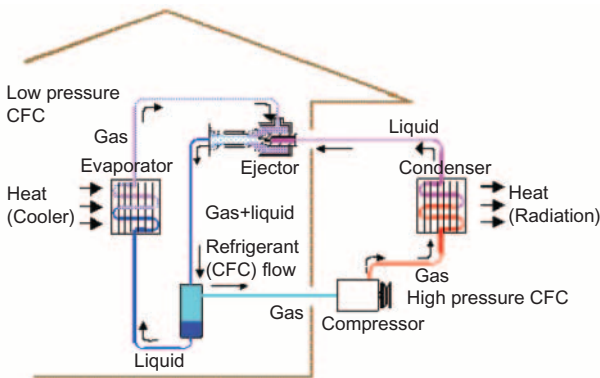 Low pressure
CFC
Gas
Evaporator
Heat
(Cooler)
Ejector
Liquid
Condenser
Heat
(Radiation)
Gas+liquid
Refrigerant
(CFC) flow
Gas
High pressure CFC
Gas
Compressor
Liquid